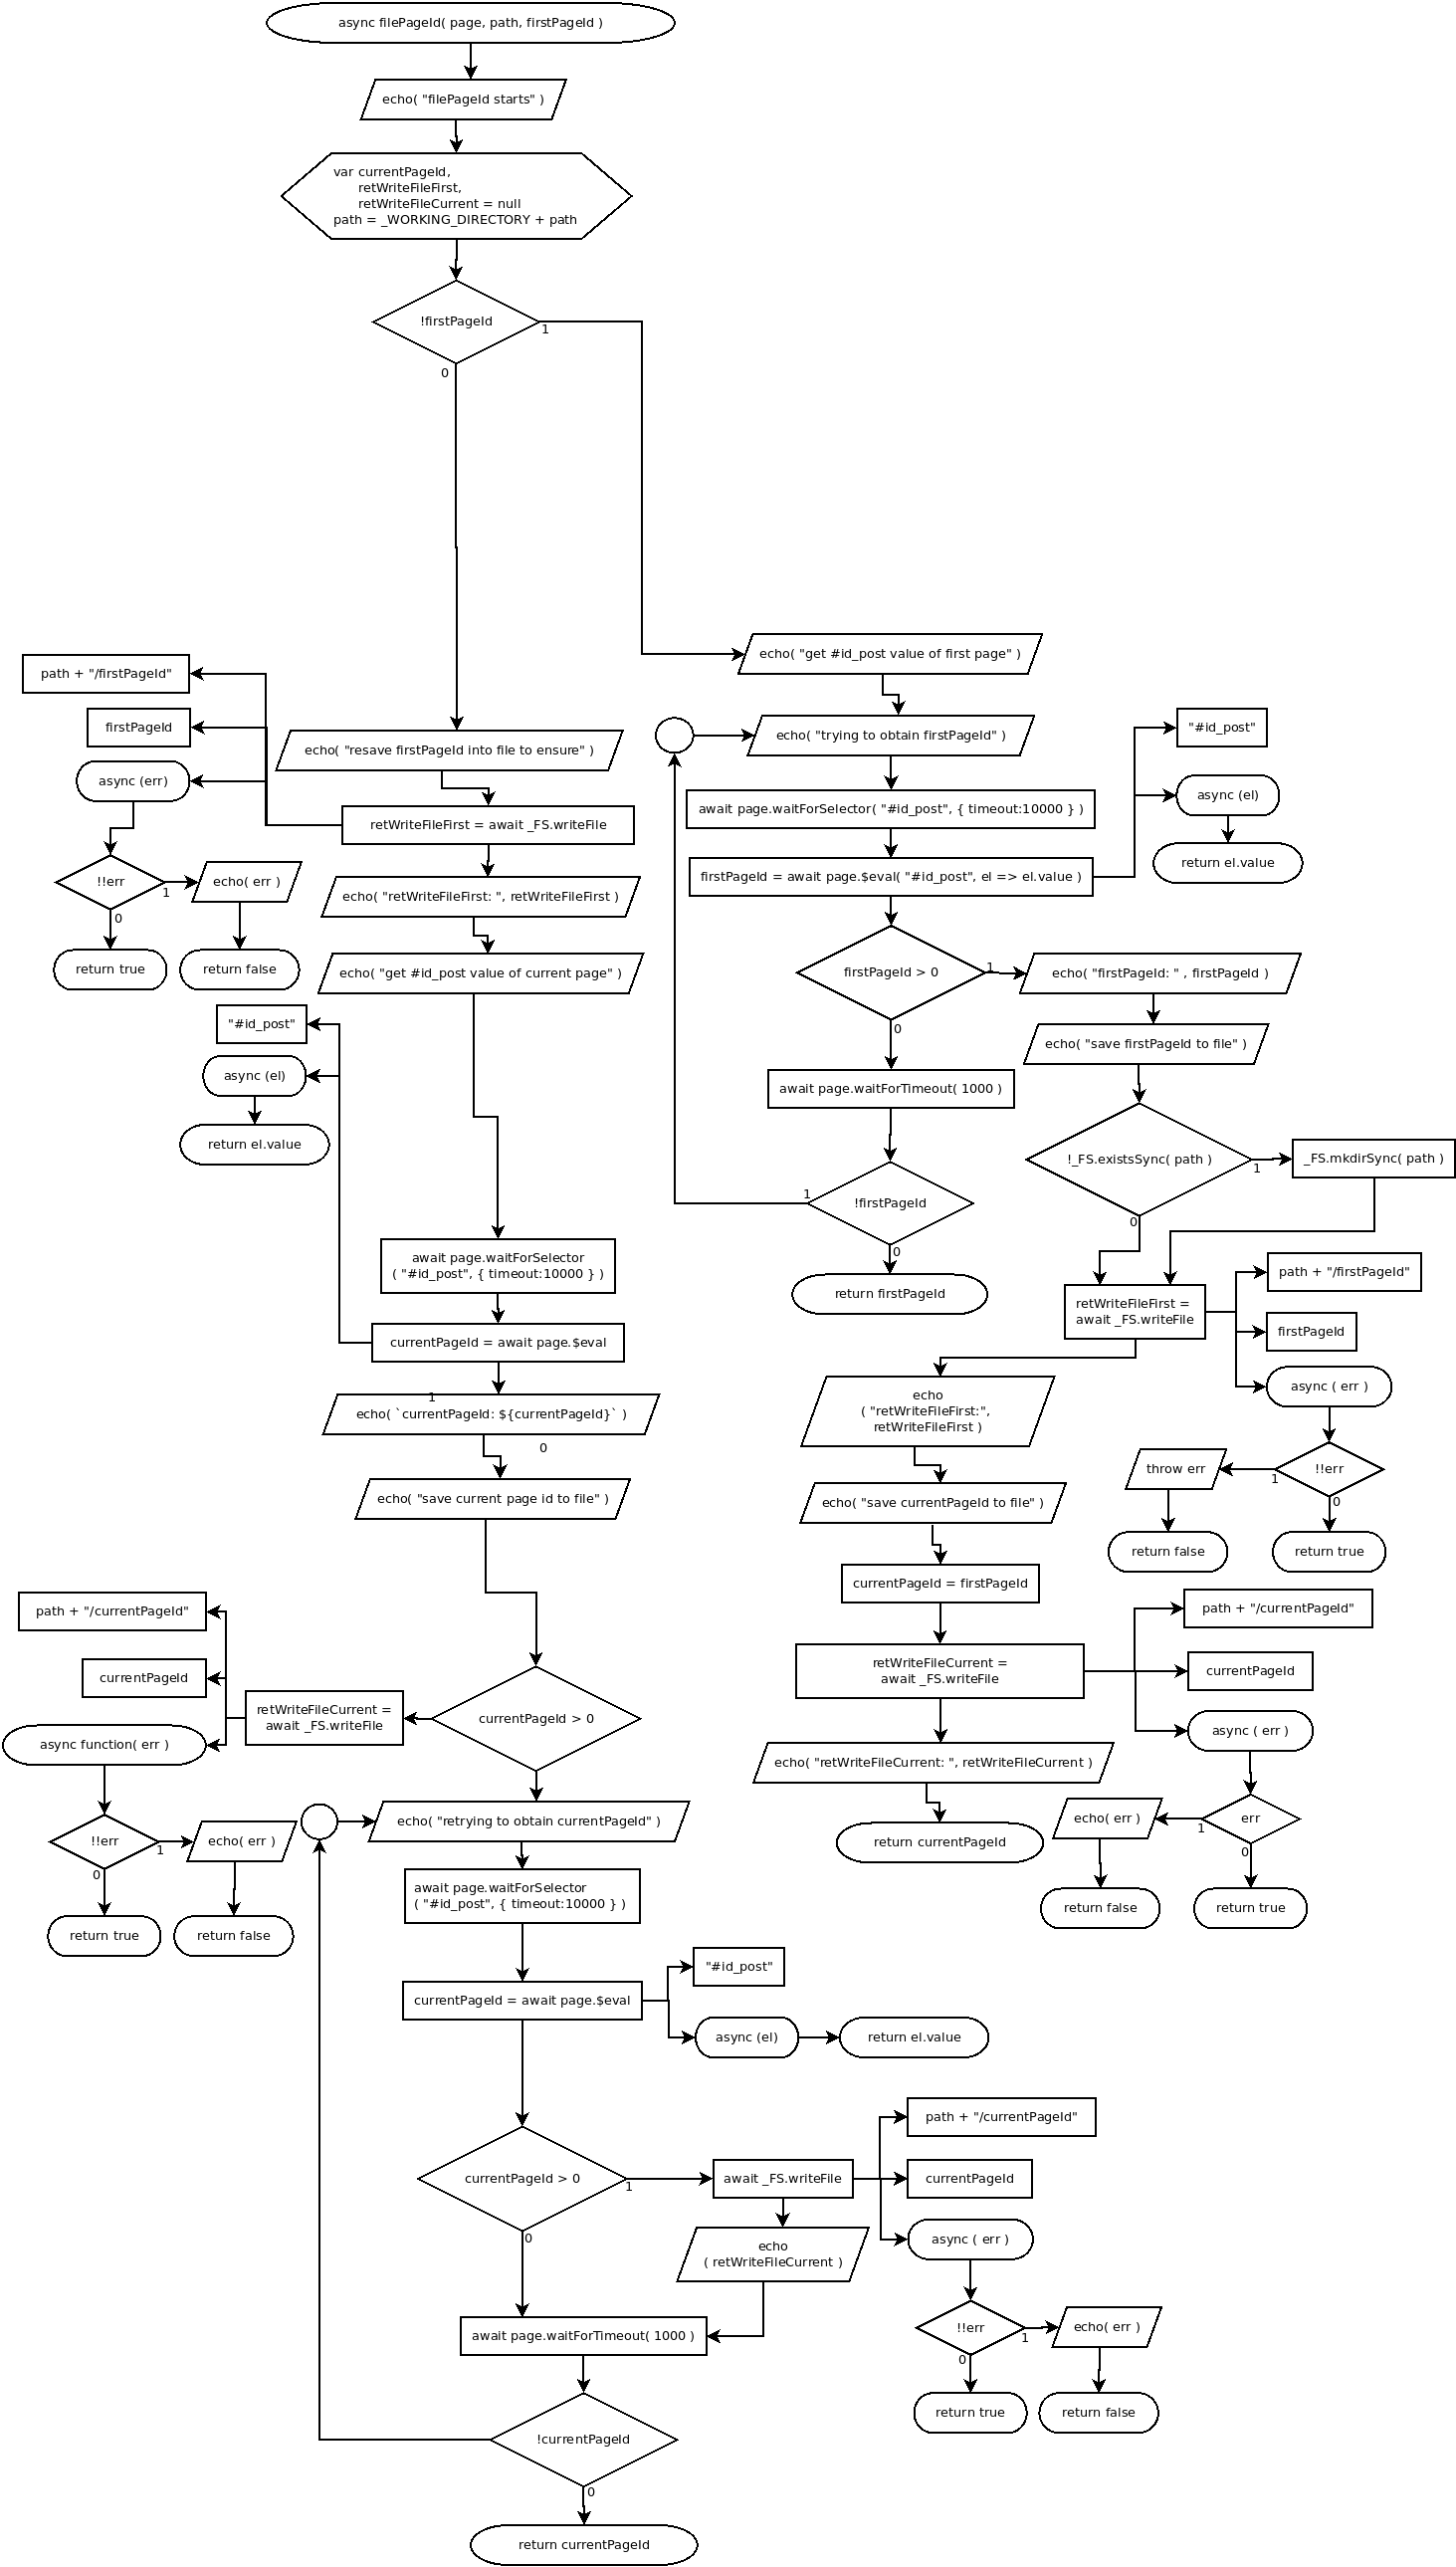 async filePageId( page, path, firstPageId )
echo( "filePageId starts" )
var currentPageId,
retWriteFileFirst,
retWriteFileCurrent = null
path = _WORKING_DIRECTORY + path
!firstPageId
1
0
echo( "get #id_post value of first page" )
path + "/firstPageId"
firstPageId
async (err)
!!err
1
0
echo( err )
return true
return false
echo( "resave firstPageId into file to ensure" )
retWriteFileFirst = await _FS.writeFile
echo( "retWriteFileFirst: ", retWriteFileFirst )
echo( "get #id_post value of current page" )
"#id_post"
async (el)
return el.value
await page.waitForSelector
( "#id_post", { timeout:10000 } )
currentPageId = await page.$eval
1
echo( `currentPageId: ${currentPageId}` )
0
echo( "save current page id to file" )
echo( "trying to obtain firstPageId" )
await page.waitForSelector( "#id_post", { timeout:10000 } )
firstPageId = await page.$eval( "#id_post", el => el.value )
"#id_post"
async (el)
return el.value
firstPageId > 0
1
0
await page.waitForTimeout( 1000 )
!firstPageId
1
0
return firstPageId
echo( "firstPageId: " , firstPageId )
echo( "save firstPageId to file" )
!_FS.existsSync( path )
1
0
_FS.mkdirSync( path )
retWriteFileFirst =
await _FS.writeFile
path + "/firstPageId"
firstPageId
async ( err )
!!err
1
0
throw err
return false
return true
echo
( "retWriteFileFirst:",
retWriteFileFirst )
echo( "save currentPageId to file" )
currentPageId = firstPageId
retWriteFileCurrent =
await _FS.writeFile
path + "/currentPageId"
currentPageId
async ( err )
err
1
0
echo( err )
return false
return true
echo( "retWriteFileCurrent: ", retWriteFileCurrent )
return currentPageId
path + "/currentPageId"
currentPageId
async function( err )
retWriteFileCurrent =
await _FS.writeFile
currentPageId > 0
!!err
1
0
echo( err )
return true
return false
echo( "retrying to obtain currentPageId" )
await page.waitForSelector
( "#id_post", { timeout:10000 } )
currentPageId = await page.$eval
"#id_post"
async (el)
return el.value
currentPageId > 0
1
0
await _FS.writeFile
path + "/currentPageId"
currentPageId
async ( err )
echo
( retWriteFileCurrent )
!!err
1
0
echo( err )
return true
return false
await page.waitForTimeout( 1000 )
!currentPageId
0
return currentPageId